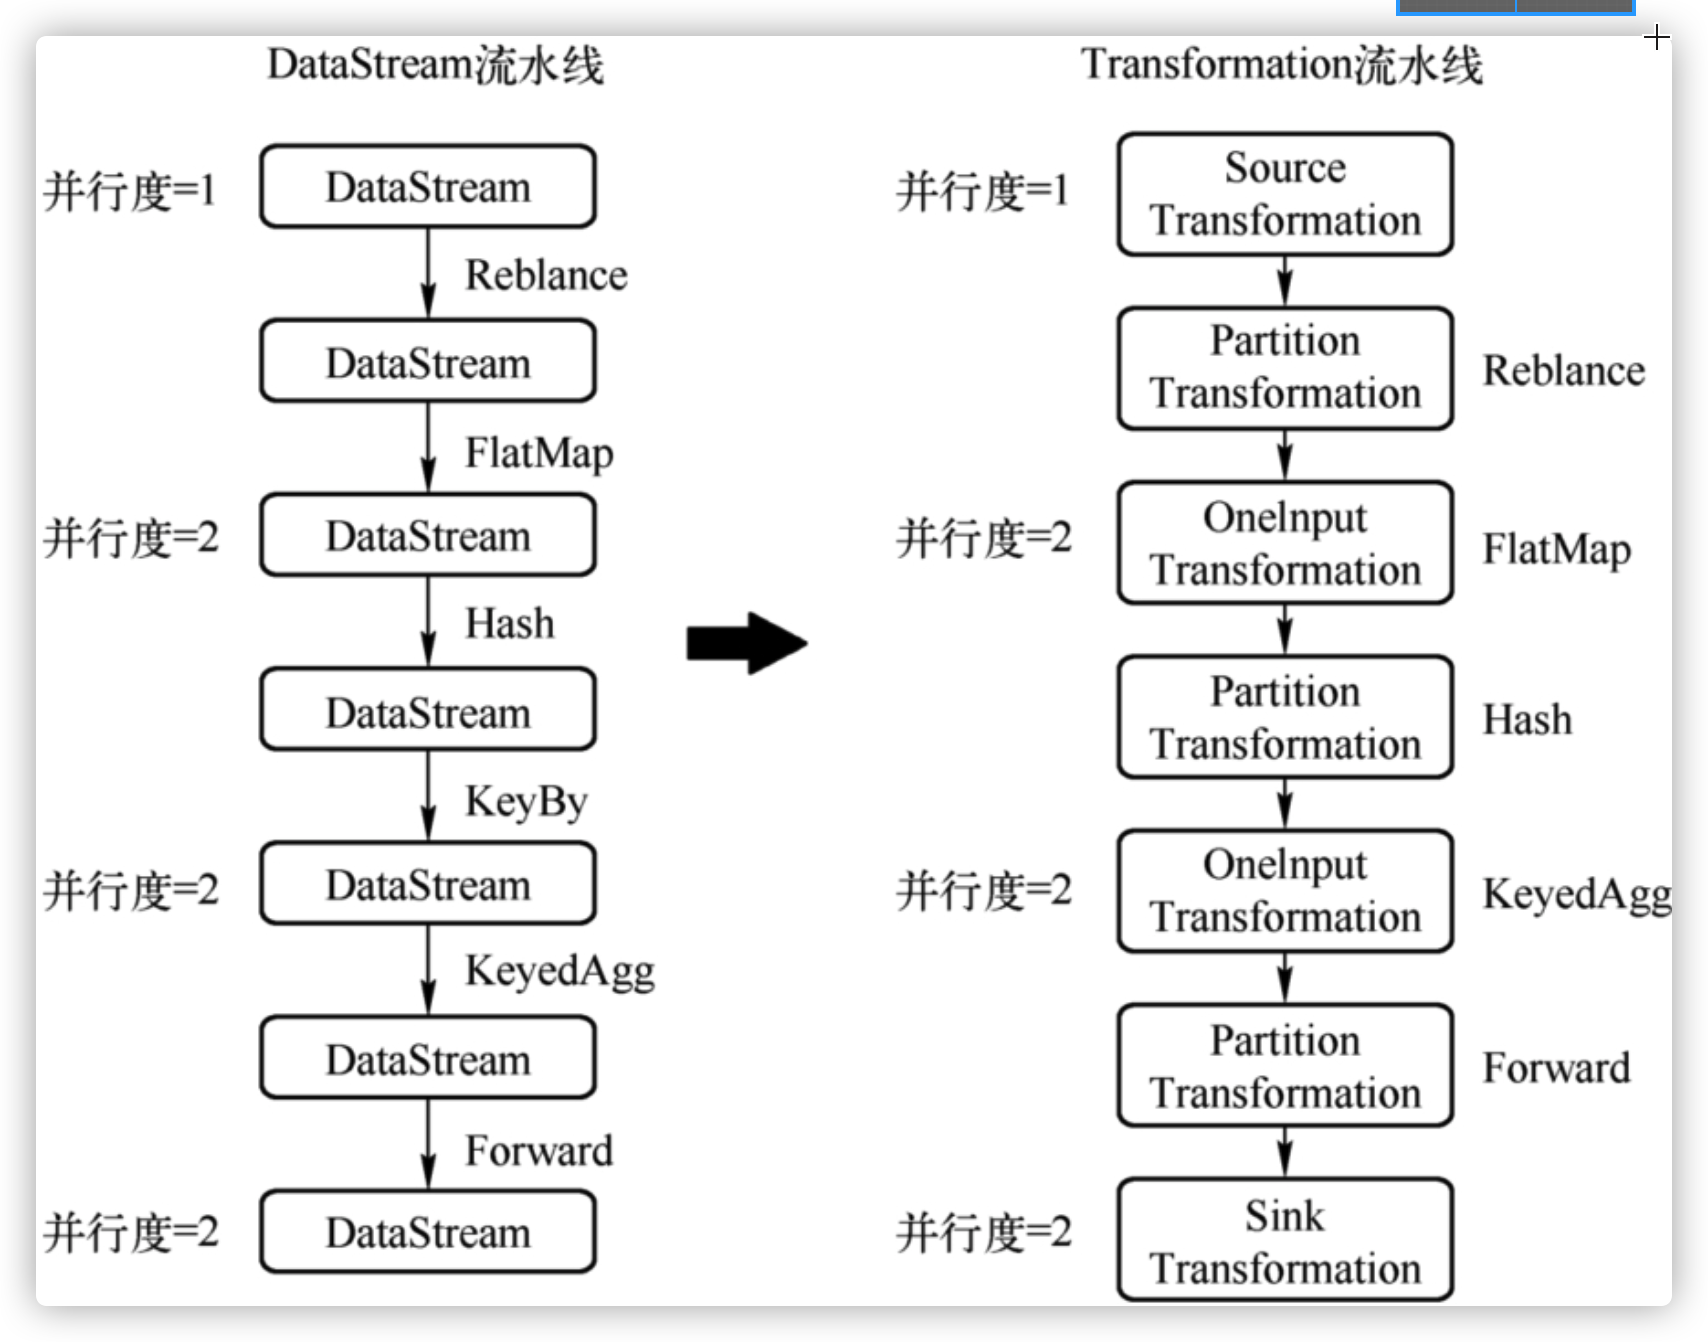 DataStream流水线
并行度=1
DataStream
Reblance
DataStream
FlatMap
并行度=2
DataStream
Hash
DataStream
KeyBy
并行度=2
DataStream
KeyedAgg
DataStream
Forward
并行度=2
DataStream
Transformation流水线
并行度=1
Source
Transformation
Partition
Transformation
Reblance
并行度=2
OneInput
Transformation
FlatMap
Partition
Transformation
Hash
并行度=2
OneInput
Transformation
KeyedAgg
Partition
Transformation
Forward
并行度=2
Sink
Transformation